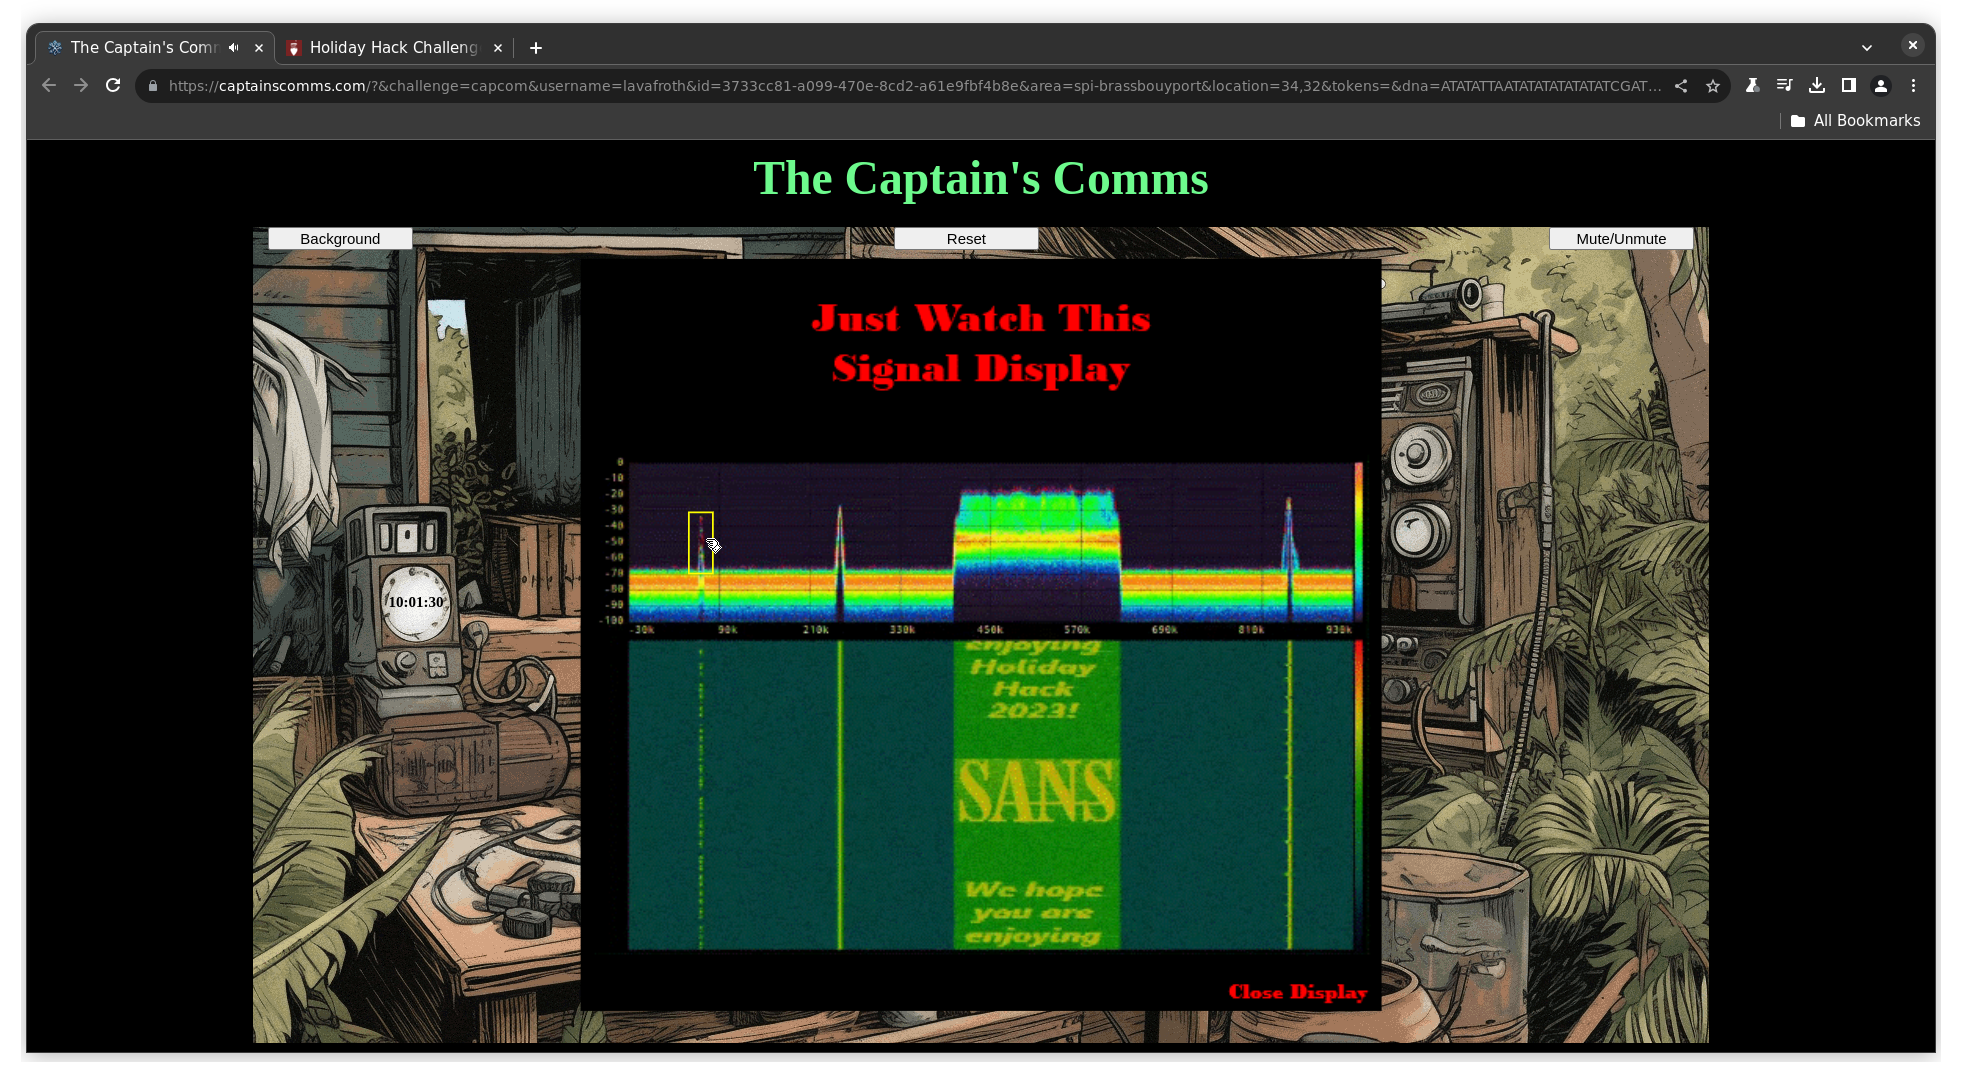 The Captain's Com
Holiday Hack Challeng
https://captainscomms.com/?&challenge=capcom&username=lavafroth&id=3733cc81-a099-470e-8cd2-a61e9fbf4b8e&area=spi-brassbouyport&location=34,32&tokens=&dna=ATATATTAATATATATATATATCGAT...
All Bookmarks
The Captain's Comms
Background
Reset
Mute/Unmute
Just Watch This
Signal Display
0
-10
-20
-30
-40
-50
-60
-70
-80
-90
-100
-30k 90k 210k 330k 450k 570k 690k 810k 930k
10:01:30
enjoying
Holiday
Hack
2023!
SANS
We hope
you are
enjoying
Close Display